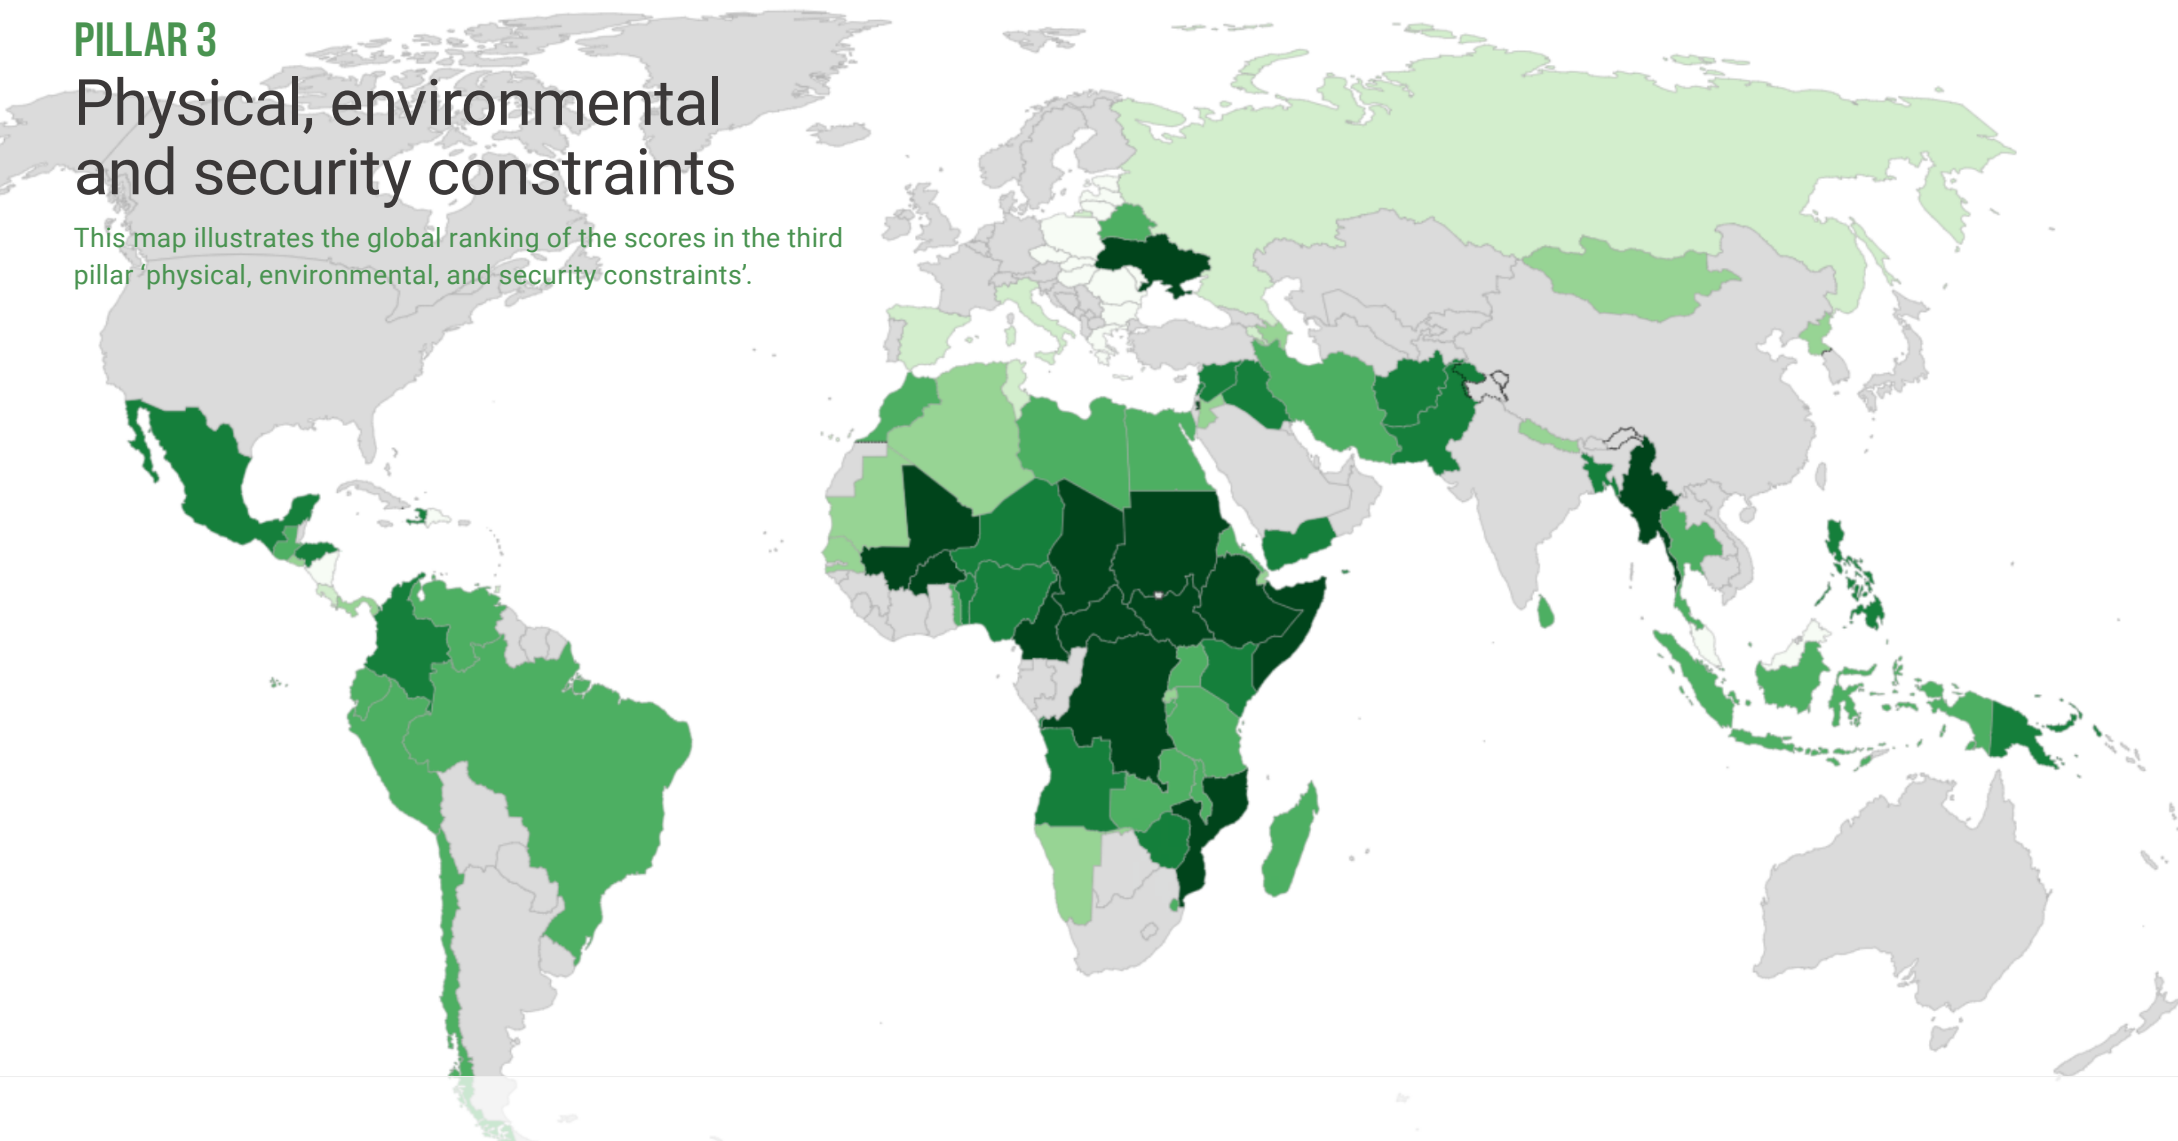 PILLAR 3
Physical, environmental
and security constraints
This map illustrates the global ranking of the scores in the third
pillar ‘physical, environmental, and security constraints’.